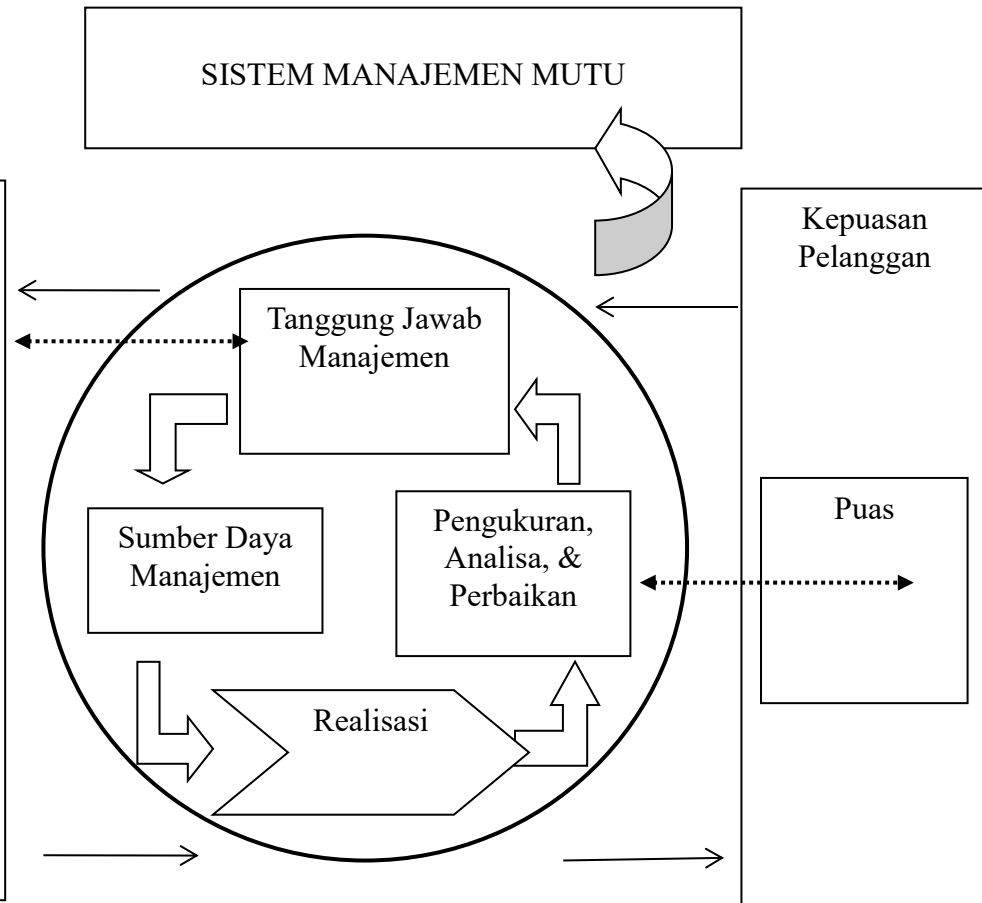 SISTEM MANAJEMEN MUTU
Kepuasan
Pelanggan
Tanggung Jawab
Manajemen
Sumber Daya
Manajemen
Pengukuran,
Analisa, &
Perbaikan
Puas
Realisasi